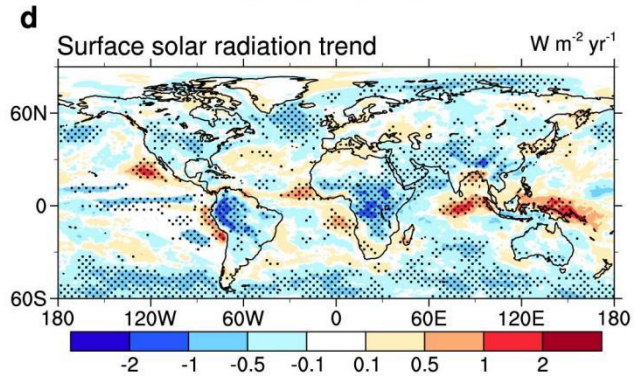 d
Surface solar radiation trend W m⁻² yr⁻¹
60N
0
60S
180 120W 60W 0 60E 120E 180
-2 -1 -0.5 -0.1 0.1 0.5 1 2